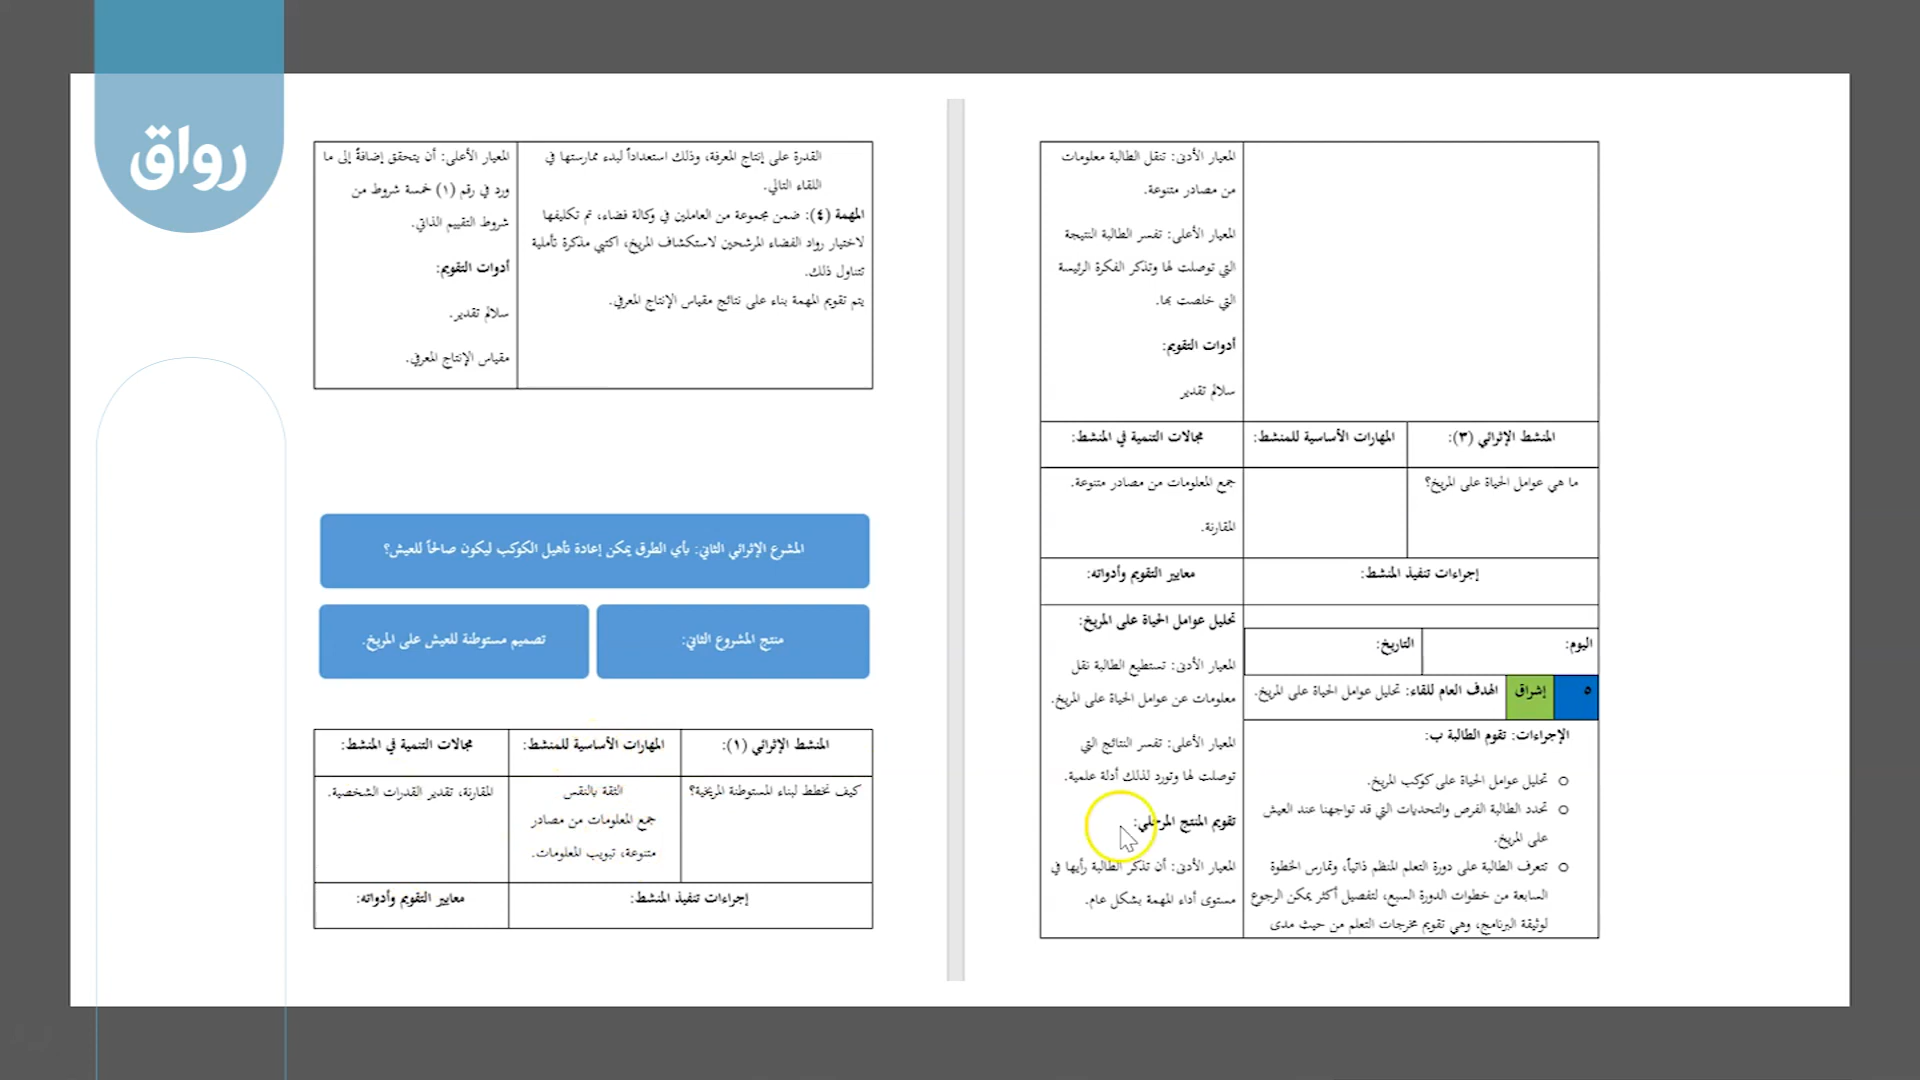 رواق
المعيار الأدنى: تنقل الطالبة معلومات
من مصادر متنوعة.
المعيار الأعلى: تفسر الطالبة النتيجة
التي توصلت لها وتذكر الفكرة الرئيسة
التي خلصت بها.
أدوات التقويم:
سلالم تقدير
المنشط الإثرائي (٣):
المهارات الأساسية للمنشط:
مجالات التنمية في المنشط:
ما هي عوامل الحياة على المريخ؟
جمع المعلومات من مصادر متنوعة.
المقارنة.
إجراءات تنفيذ المنشط:
معايير التقويم وأدواته:
اليوم:
التاريخ:
٥
إشراق
الهدف العام للقاء: تحليل عوامل الحياة على المريخ.
الإجراءات: تقوم الطالبة ب:
تحليل عوامل الحياة على كوكب المريخ.
تحدد الطالبة الفرص والتحديات التي قد تواجهنا عند العيش
على المريخ.
تتعرف الطالبة على دورة التعلم المنظم ذاتياً، وتمارس الخطوة
السابعة من خطوات الدورة السبع، لتفصيل أكثر يمكن الرجوع
لوثيقة البرنامج، وهي تقويم مخرجات التعلم من حيث مدى
تحليل عوامل الحياة على المريخ:
المعيار الأدنى: تستطيع الطالبة نقل
معلومات عن عوامل الحياة على المريخ.
المعيار الأعلى: تفسر النتائج التي
توصلت لها وتورد لذلك أدلة علمية.
تقويم المنتج المرحلي:
المعيار الأدنى: أن تذكر الطالبة رأيها في
مستوى أداء المهمة بشكل عام.
القدرة على إنتاج المعرفة، وذلك استعداداً لبدء ممارستها في
اللقاء التالي.
المهمة (٤): ضمن مجموعة من العاملين في وكالة فضاء، تم تكليفها
لاختيار رواد الفضاء المرشحين لاستكشاف المريخ، اكتبي مذكرة تأملية
تتناول ذلك.
يتم تقويم المهمة بناء على نتائج مقياس الإنتاج المعرفي.
المعيار الأعلى: أن يتحقق إضافةً إلى ما
ورد في رقم (١) خمسة شروط من
شروط التقييم الذاتي.
أدوات التقويم:
سلالم تقدير.
مقياس الإنتاج المعرفي.
المشرع الإثرائي الثاني: بأي الطرق يمكن إعادة تأهيل الكوكب ليكون صالحاً للعيش؟
منتج المشروع الثاني:
تصميم مستوطنة للعيش على المريخ.
المنشط الإثرائي (١):
المهارات الأساسية للمنشط:
مجالات التنمية في المنشط:
كيف نخطط لبناء المستوطنة المريخية؟
الثقة بالنفس
جمع المعلومات من مصادر
متنوعة، تبويب المعلومات.
المقارنة، تقدير القدرات الشخصية.
إجراءات تنفيذ المنشط:
معايير التقويم وأدواته: